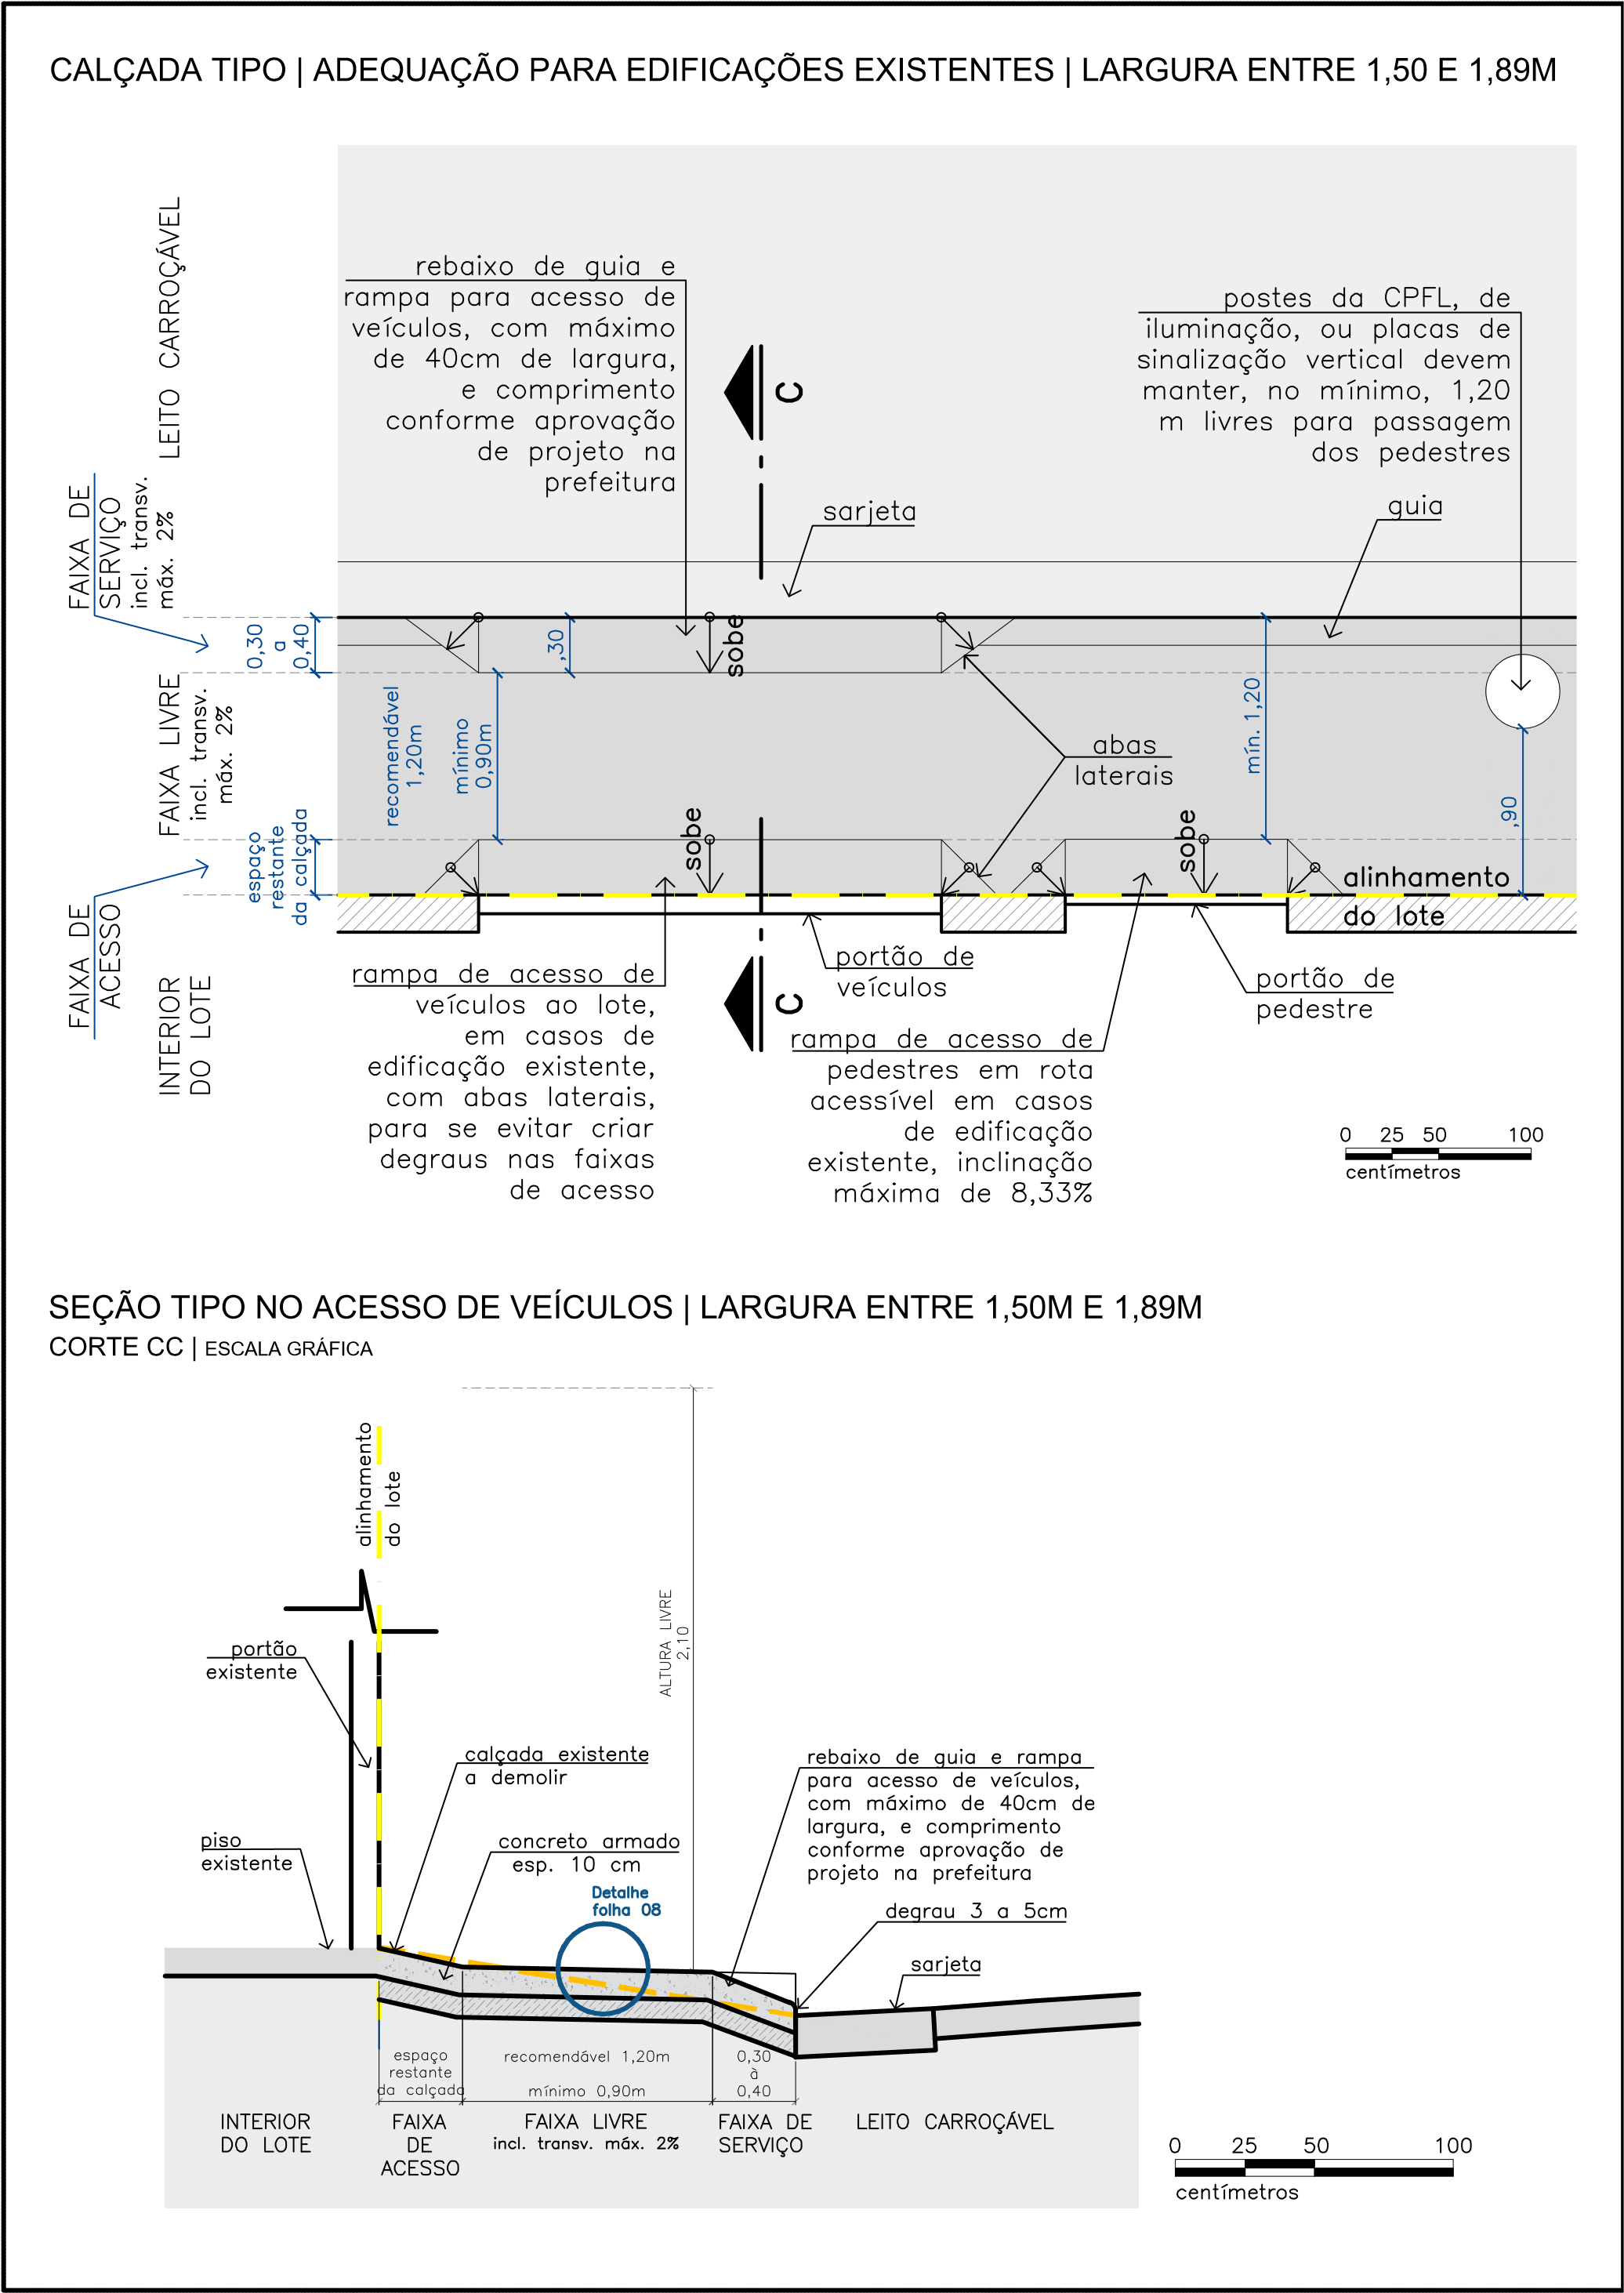 CALÇADA TIPO | ADEQUAÇÃO PARA EDIFICAÇÕES EXISTENTES | LARGURA ENTRE 1,50 E 1,89M
LEITO CARROÇÁVEL
FAIXA DE
SERVIÇO
incl. transv.
máx. 2%
FAIXA LIVRE
incl. transv.
máx. 2%
FAIXA DE
ACESSO
INTERIOR
DO LOTE
rebaixo de guia e
rampa para acesso de
veículos, com máximo
de 40cm de largura,
e comprimento
conforme aprovação
de projeto na
prefeitura
C
sarjeta
postes da CPFL, de
iluminação, ou placas de
sinalização vertical devem
manter, no mínimo, 1,20
m livres para passagem
dos pedestres
guia
0,30
a
0,40
,30
sobe
recomendável
1,20m
mínimo
0,90m
mín. 1,20
abas
laterais
,90
espaço
restante
da calçada
sobe
sobe
alinhamento
do lote
rampa de acesso de
veículos ao lote,
em casos de
edificação existente,
com abas laterais,
para se evitar criar
degraus nas faixas
de acesso
C
portão de
veículos
rampa de acesso de
pedestres em rota
acessível em casos
de edificação
existente, inclinação
máxima de 8,33%
portão de
pedestre
0 25 50 100
centímetros
SEÇÃO TIPO NO ACESSO DE VEÍCULOS | LARGURA ENTRE 1,50M E 1,89M
CORTE CC | ESCALA GRÁFICA
alinhamento
do lote
ALTURA LIVRE
2,10
portão
existente
calçada existente
a demolir
piso
existente
concreto armado
esp. 10 cm
Detalhe
folha 08
rebaixo de guia e rampa
para acesso de veículos,
com máximo de 40cm de
largura, e comprimento
conforme aprovação de
projeto na prefeitura
degrau 3 a 5cm
sarjeta
espaço
restante
da calçada
recomendável 1,20m
mínimo 0,90m
0,30
à
0,40
INTERIOR
DO LOTE
FAIXA
DE
ACESSO
FAIXA LIVRE
incl. transv. máx. 2%
FAIXA DE
SERVIÇO
LEITO CARROÇÁVEL
0 25 50 100
centímetros